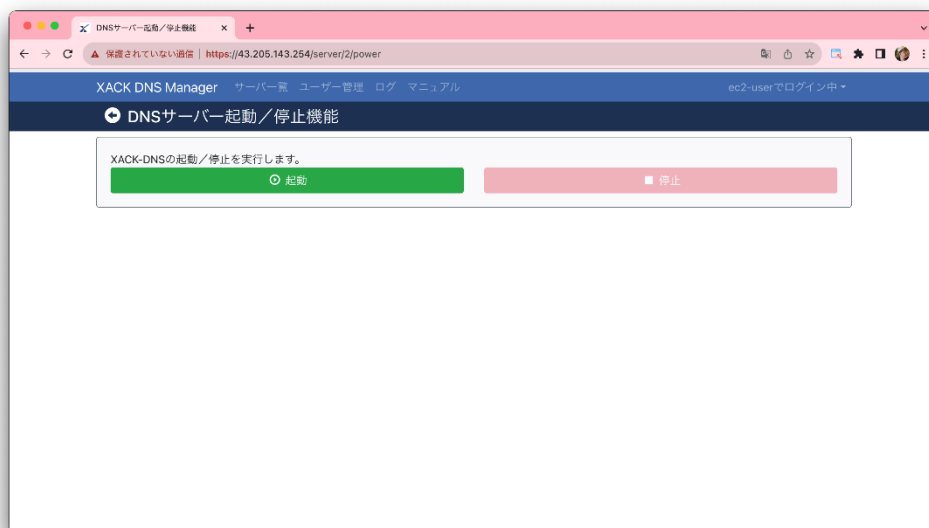 DNSサーバー起動／停止機能
保護されていない通信 | https://43.205.143.254/server/2/power
XACK DNS Manager サーバー覧 ユーザー管理 ログ マニュアル ec2-userでログイン中
DNSサーバー起動／停止機能
XACK-DNSの起動／停止を実行します。
起動
停止